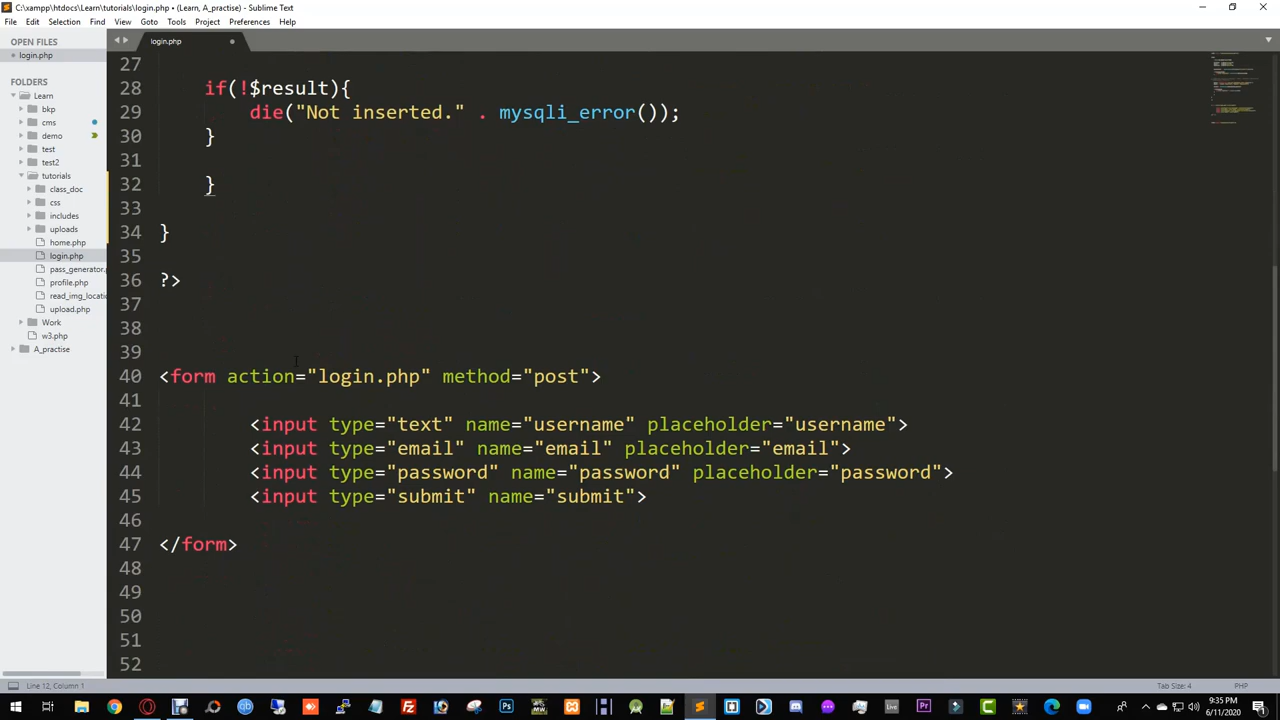 C:\xampp\htdocs\Learn\tutorials\login.php • (Learn, A_practise) - Sublime Text
File Edit Selection Find View Goto Tools Project Preferences Help
OPEN FILES
login.php
FOLDERS
Learn
bkp
cms
demo
test
test2
tutorials
class_doc
css
includes
uploads
home.php
login.php
pass_generator.p
profile.php
read_img_locatio
upload.php
Work
w3.php
A_practise
login.php
27
28 if(!$result){
29 die("Not inserted." . mysqli_error());
30 }
31
32 }
33
34 }
35
36 ?>
37
38
39
40 <form action="login.php" method="post">
41
42 <input type="text" name="username" placeholder="username">
43 <input type="email" name="email" placeholder="email">
44 <input type="password" name="password" placeholder="password">
45 <input type="submit" name="submit">
46
47 </form>
48
49
50
51
52
Line 12, Column 1
Tab Size: 4
PHP
9:35 PM
6/11/2020